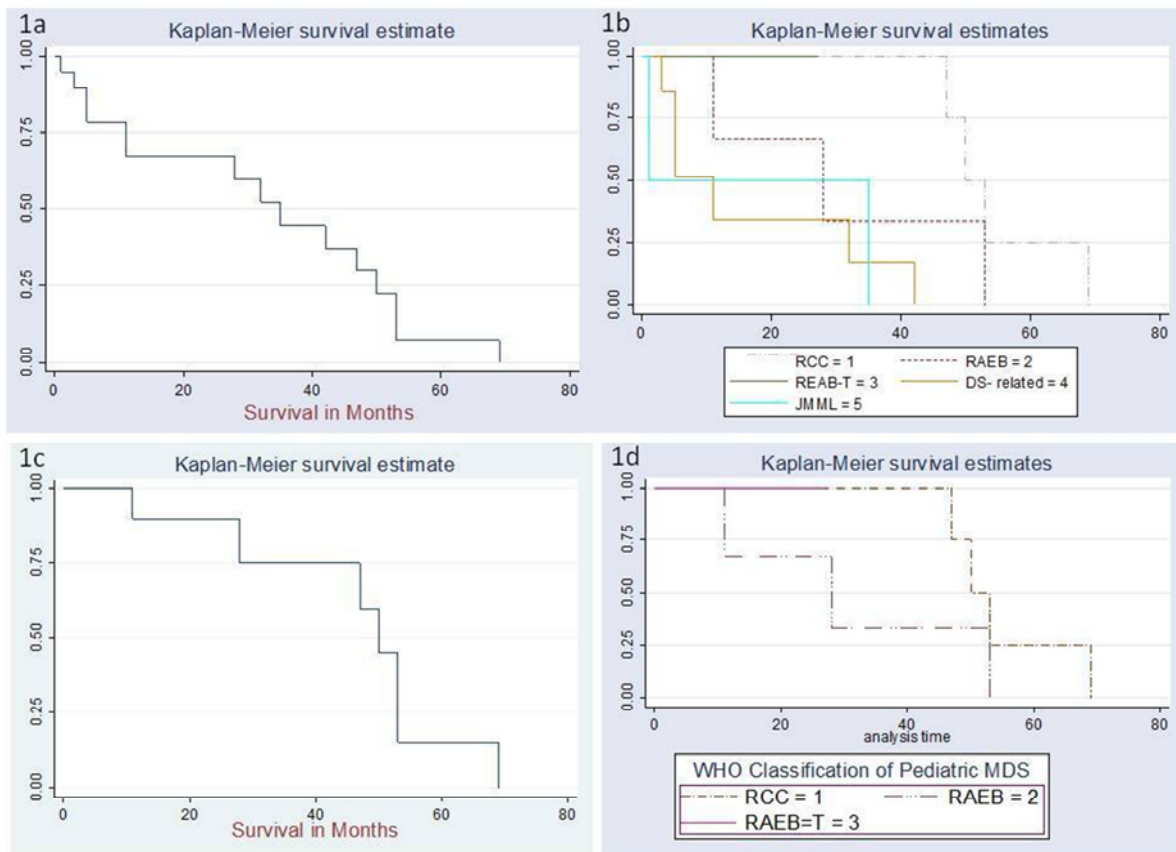 1a
Kaplan-Meier survival estimate
1.00
0.75
0.50
0.25
0.00
0 20 40 60 80
Survival in Months
1b
Kaplan-Meier survival estimates
1.00
0.75
0.50
0.25
0.00
0 20 40 60 80
RCC = 1 RAEB = 2
REAB-T = 3 DS- related = 4
JMML = 5
1c
Kaplan-Meier survival estimate
1.00
0.75
0.50
0.25
0.00
0 20 40 60 80
Survival in Months
1d
Kaplan-Meier survival estimates
1.00
0.75
0.50
0.25
0.00
0 20 40 60 80
analysis time
WHO Classification of Pediatric MDS
RCC = 1 RAEB = 2
RAEB=T = 3